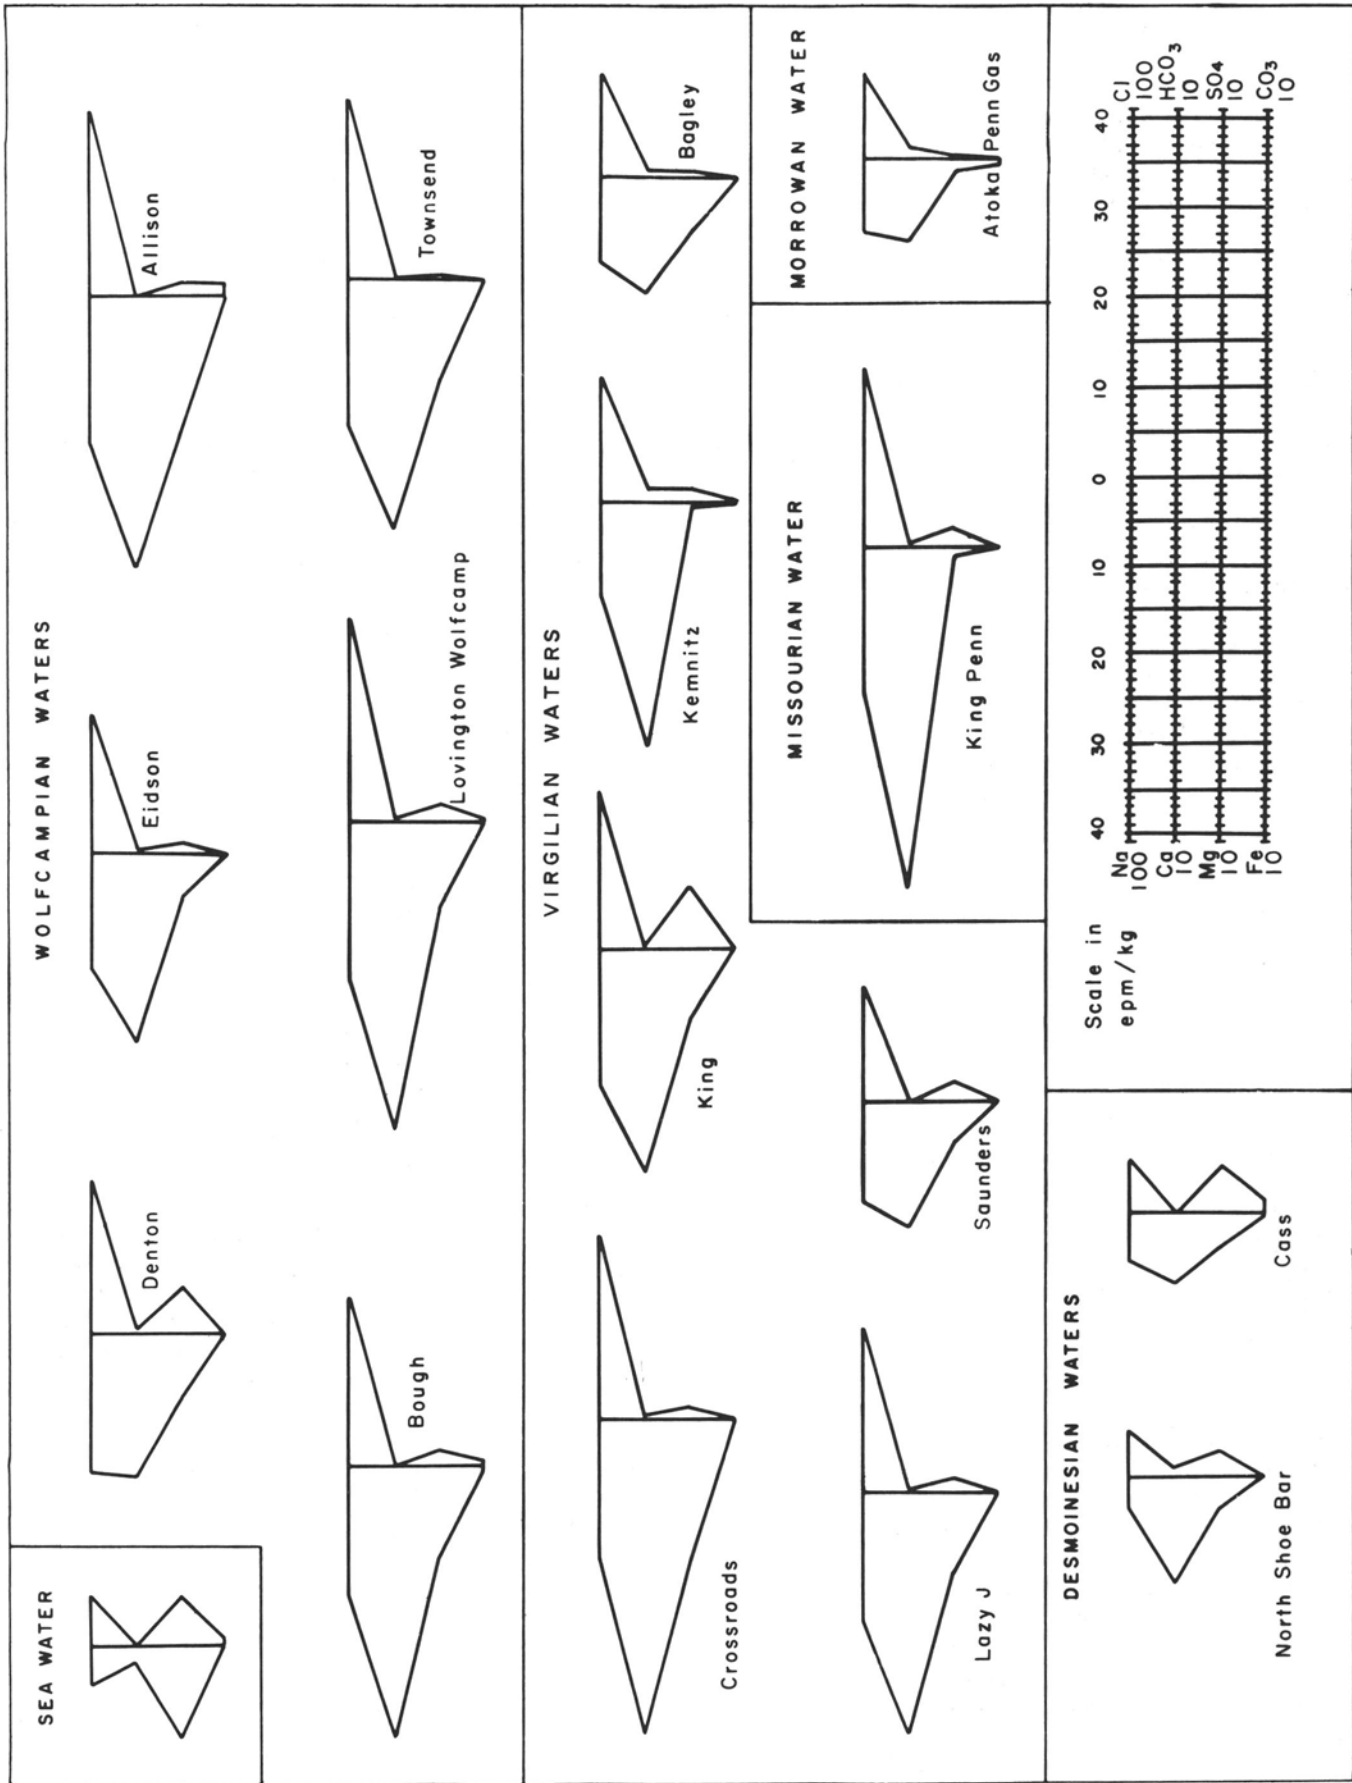 SEA WATER
WOLFCAMPIAN WATERS
Denton
Eidson
Allison
Bough
Lovington Wolfcamp
Townsend
VIRGILIAN WATERS
Crossroads
King
Kemnitz
Bagley
Lazy J
Saunders
MISSOURIAN WATER
King Penn
MORROWAN WATER
Atoka Penn Gas
DESMOINESIAN WATERS
North Shoe Bar
Cass
Scale in
epm/kg
40 30 20 10 0 10 20 30 40
Na
100
Ca
10
Mg
10
Fe
10
Cl
100
HCO₃
10
SO₄
10
CO₃
10